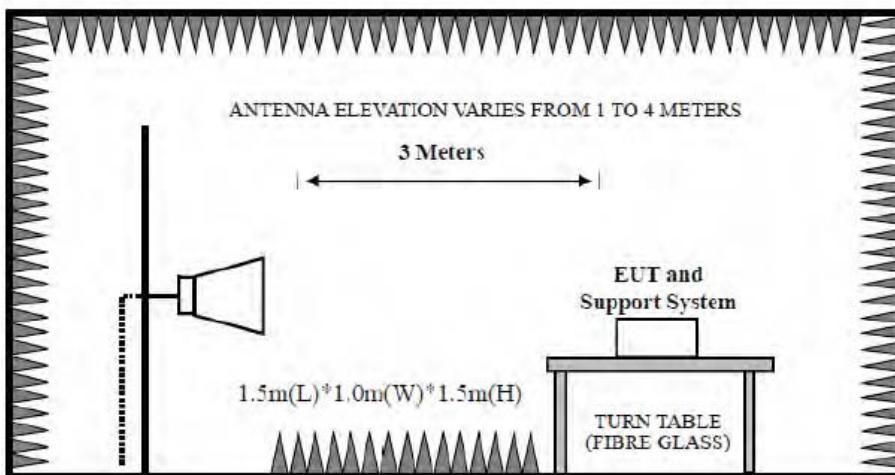 ANTENNA ELEVATION VARIES FROM 1 TO 4 METERS
3 Meters
EUT and
Support System
1.5m(L)*1.0m(W)*1.5m(H)
TURN TABLE
(FIBRE GLASS)